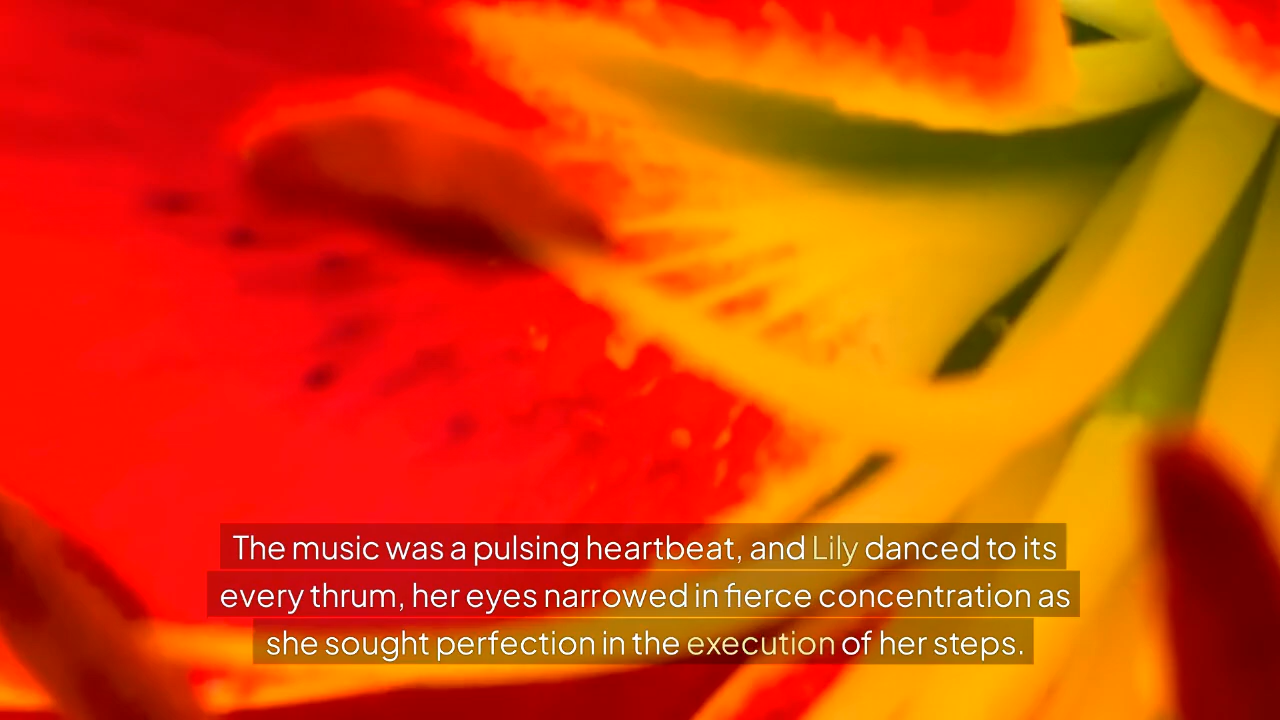 The music was a pulsing heartbeat, and Lily danced to its
every thrum, her eyes narrowed in fierce concentration as
she sought perfection in the execution of her steps.